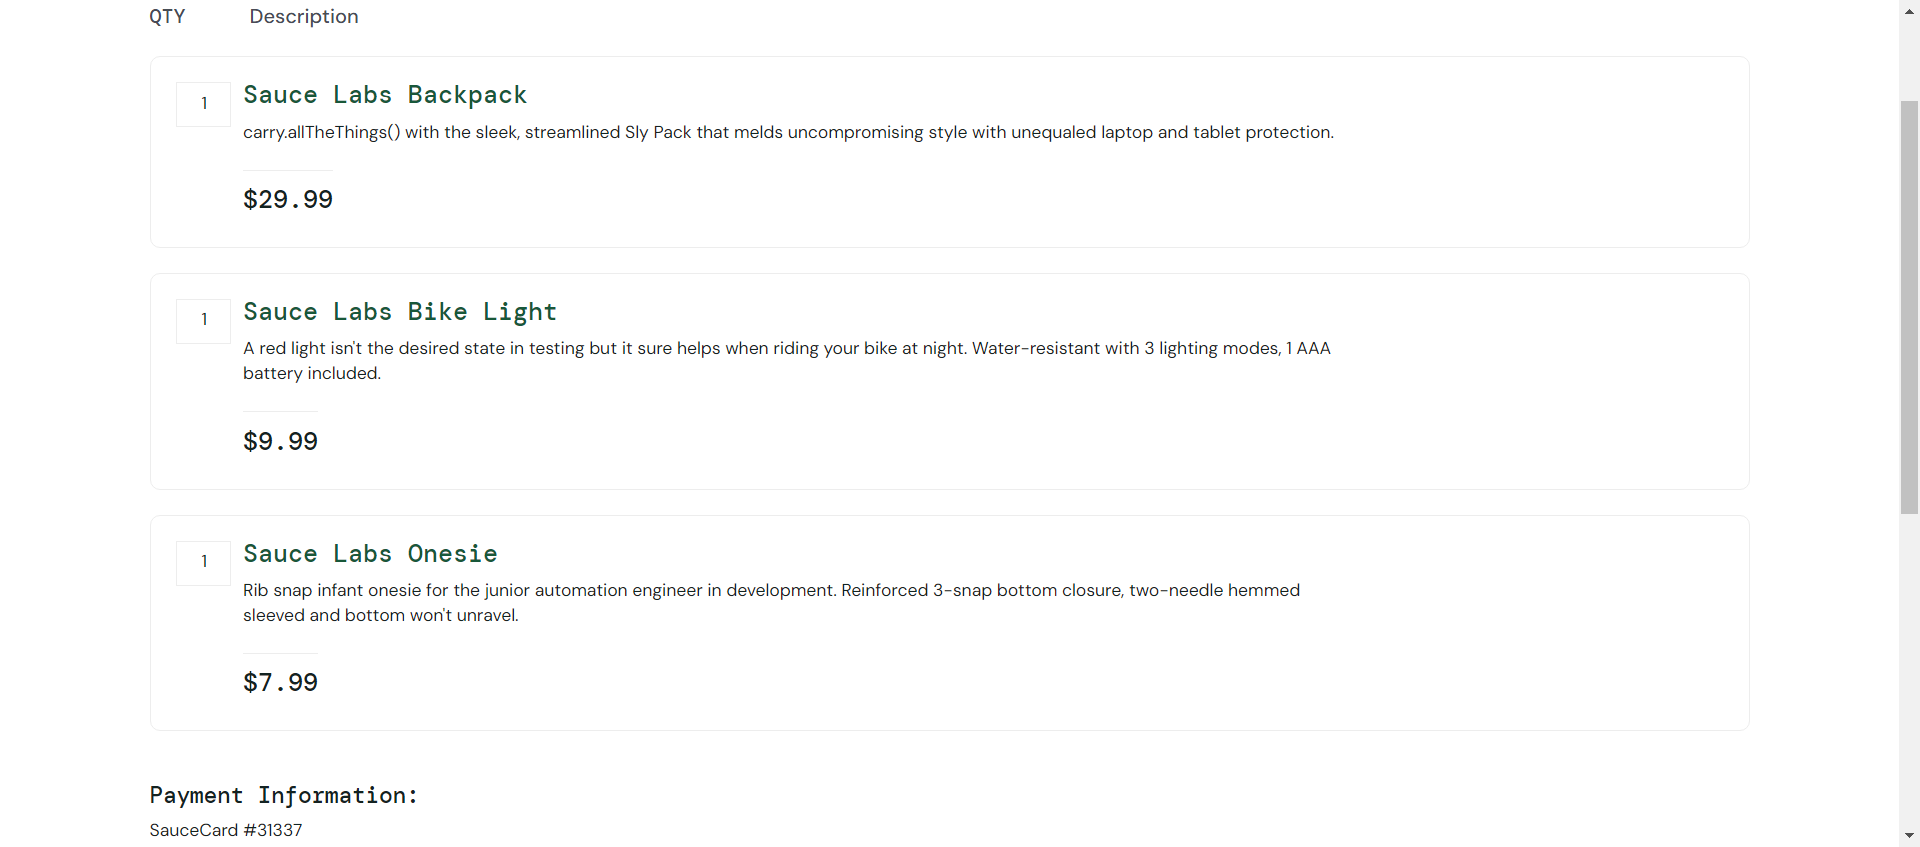 QTY Description
1 Sauce Labs Backpack
carry.allTheThings() with the sleek, streamlined Sly Pack that melds uncompromising style with unequaled laptop and tablet protection.
$29.99
1 Sauce Labs Bike Light
A red light isn't the desired state in testing but it sure helps when riding your bike at night. Water-resistant with 3 lighting modes, 1 AAA
battery included.
$9.99
1 Sauce Labs Onesie
Rib snap infant onesie for the junior automation engineer in development. Reinforced 3-snap bottom closure, two-needle hemmed
sleeved and bottom won't unravel.
$7.99
Payment Information:
SauceCard #31337